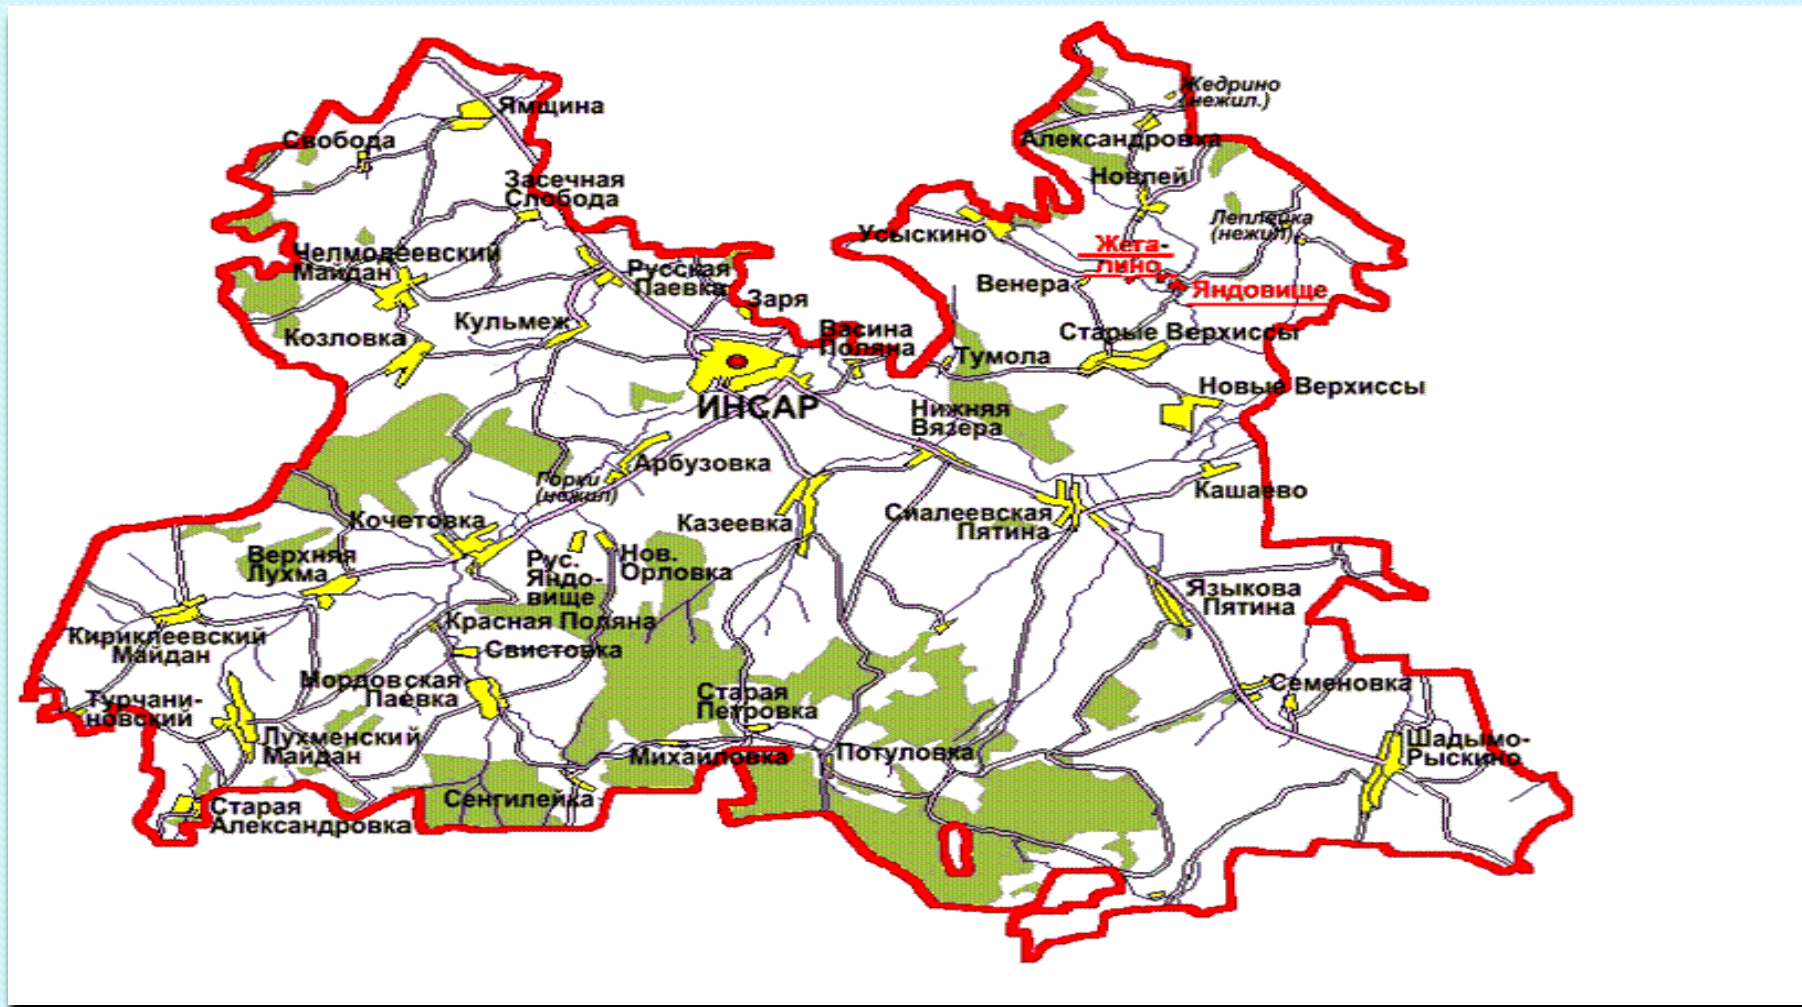 Ямщина
Свобода
Засечная
Слобода
Челмодеевский
Майдан
Русская
Паевка
Заря
Козловка
Кульмеж
Васина
Поляна
ИНСАР
Жедрино
(нежил.)
Александровка
Новлей
Леплейка
(нежил)
Усыскино
Жега-
лино
Венера
Яндовище
Старые Верхиссы
Тумола
Новые Верхиссы
Нижняя
Вязера
Арбузовка
Горки
(нежил)
Кашаево
Кочетовка
Казеевка
Сиалеевская
Пятина
Верхняя
Лухма
Рус.
Яндо-
вище
Нов.
Орловка
Языкова
Пятина
Красная Поляна
Кириклеевский
Майдан
Свистовка
Мордовская
Паевка
Старая
Петровка
Семеновка
Турчани-
новский
Лухменский
Майдан
Михайловка
Потуловка
Шадымо-
Рыскино
Сенгилейка
Старая
Александровка